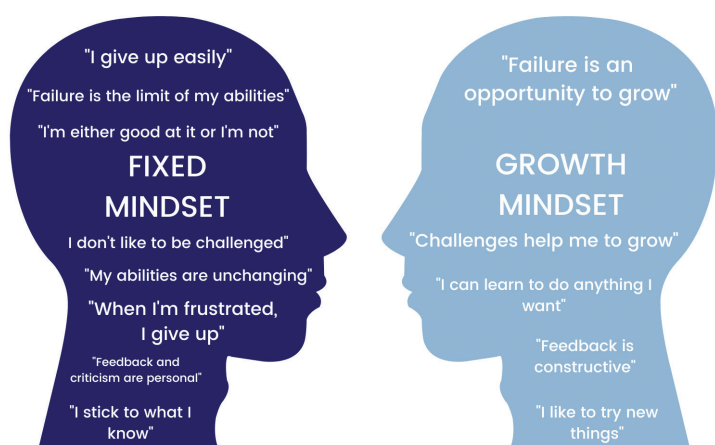 "I give up easily"
"Failure is the limit of my abilities"
"I'm either good at it or I'm not"
FIXED
MINDSET
I don't like to be challenged"
"My abilities are unchanging"
"When I'm frustrated,
I give up"
"Feedback and
criticism are personal"
"I stick to what I
know"
"Failure is an
opportunity to grow"
GROWTH
MINDSET
"Challenges help me to grow"
"I can learn to do anything I
want"
"Feedback is
constructive"
"I like to try new
things"